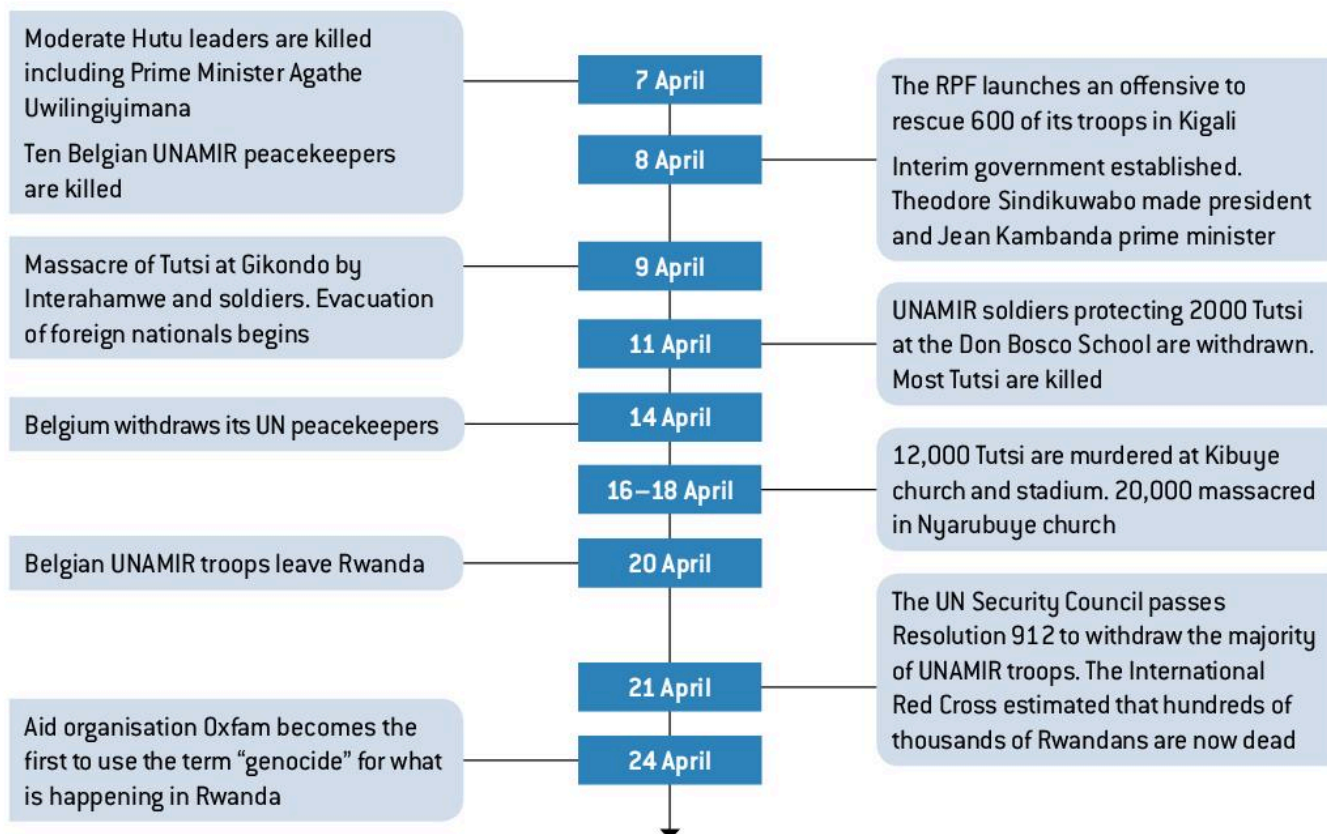 7 April
Moderate Hutu leaders are killed
including Prime Minister Agathe
Uwilingiyimana
Ten Belgian UNAMIR peacekeepers
are killed
8 April
The RPF launches an offensive to
rescue 600 of its troops in Kigali
Interim government established.
Theodore Sindikuwabo made president
and Jean Kambanda prime minister
9 April
Massacre of Tutsi at Gikondo by
Interahamwe and soldiers. Evacuation
of foreign nationals begins
11 April
UNAMIR soldiers protecting 2000 Tutsi
at the Don Bosco School are withdrawn.
Most Tutsi are killed
14 April
Belgium withdraws its UN peacekeepers
16–18 April
12,000 Tutsi are murdered at Kibuye
church and stadium. 20,000 massacred
in Nyarubuye church
20 April
Belgian UNAMIR troops leave Rwanda
21 April
The UN Security Council passes
Resolution 912 to withdraw the majority
of UNAMIR troops. The International
Red Cross estimated that hundreds of
thousands of Rwandans are now dead
24 April
Aid organisation Oxfam becomes the
first to use the term “genocide” for what
is happening in Rwanda